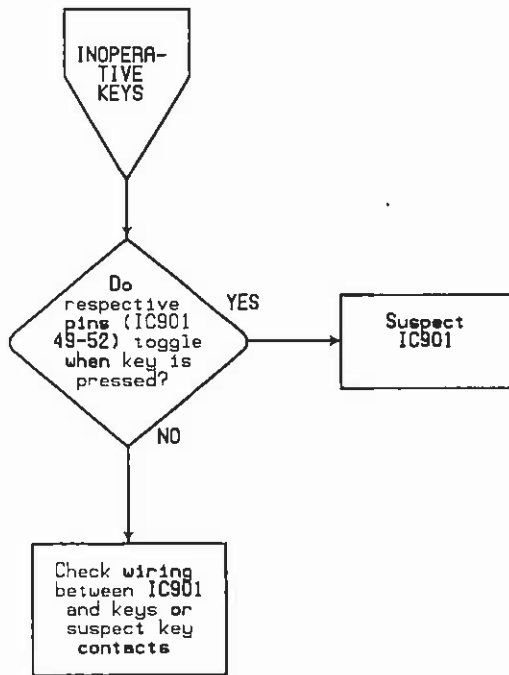 INOPERA-
TIVE
KEYS
Do
respective
pins (IC901
49-52) toggle
when key is
pressed?
YES
Suspect
IC901
NO
Check wiring
between IC901
and keys or
suspect key
contacts